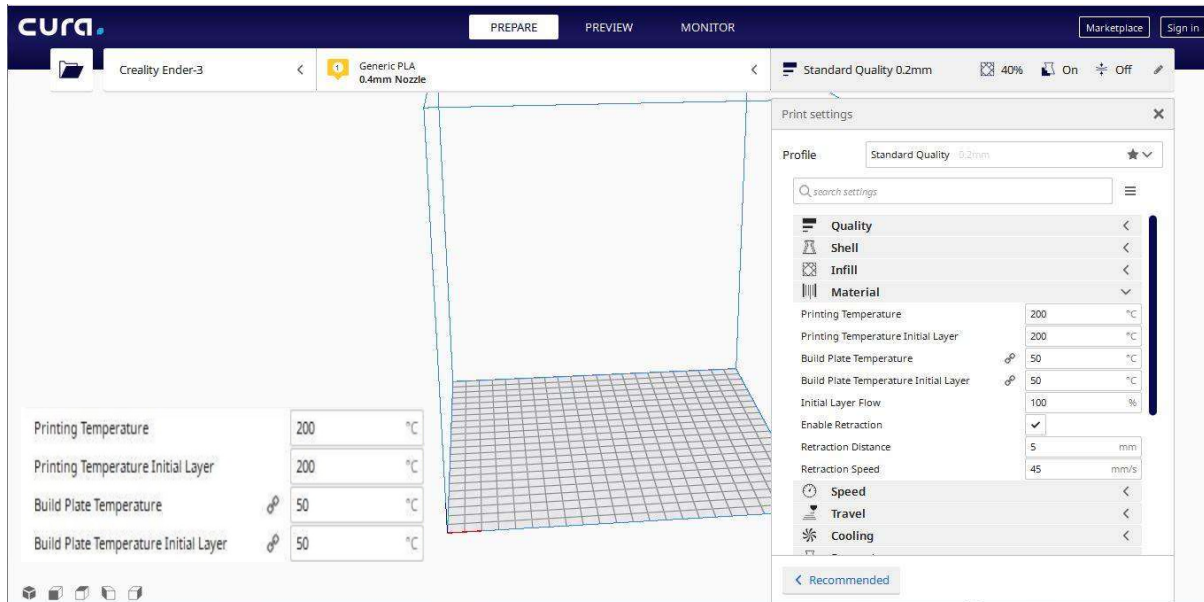 cura.
PREPARE PREVIEW MONITOR
Marketplace Sign in
Creality Ender-3
1 Generic PLA
0.4mm Nozzle
Standard Quality 0.2mm 40% On Off
Print settings
Profile Standard Quality 0.2mm
search settings
Quality
Shell
Infill
Material
Printing Temperature 200 °C
Printing Temperature Initial Layer 200 °C
Build Plate Temperature 50 °C
Build Plate Temperature Initial Layer 50 °C
Initial Layer Flow 100 %
Enable Retraction
Retraction Distance 5 mm
Retraction Speed 45 mm/s
Speed
Travel
Cooling
Recommended
Printing Temperature 200 °C
Printing Temperature Initial Layer 200 °C
Build Plate Temperature 50 °C
Build Plate Temperature Initial Layer 50 °C